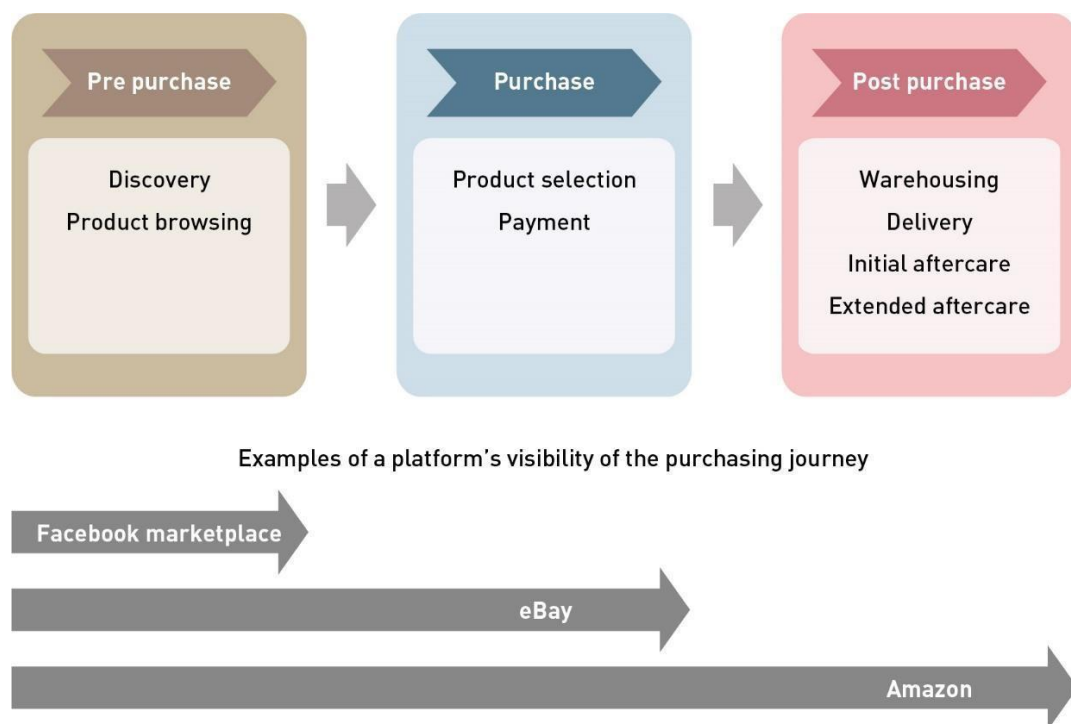 Pre purchase
Discovery
Product browsing
Purchase
Product selection
Payment
Post purchase
Warehousing
Delivery
Initial aftercare
Extended aftercare
Examples of a platform’s visibility of the purchasing journey
Facebook marketplace
eBay
Amazon